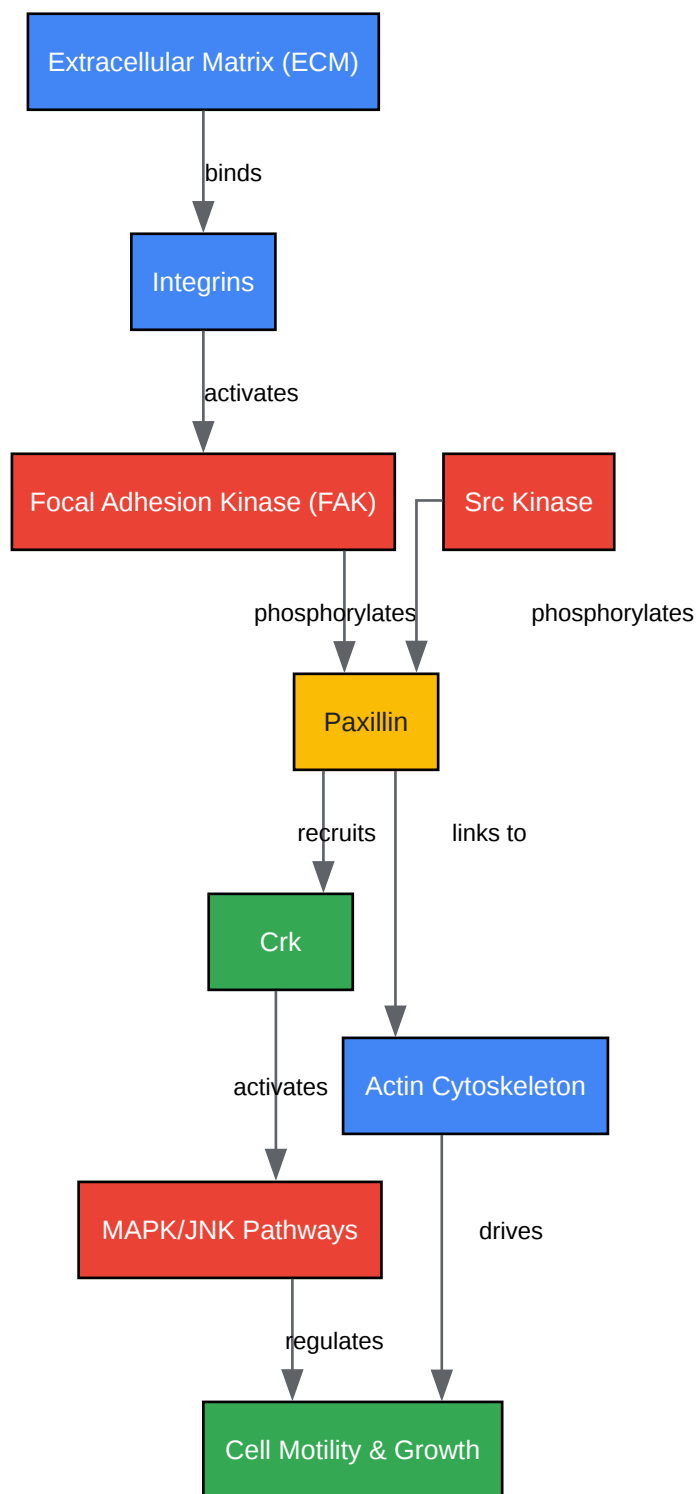 Extracellular Matrix (ECM)
binds
Integrins
activates
Focal Adhesion Kinase (FAK)
Src Kinase
phosphorylates
phosphorylates
Paxillin
recruits
links to
Crk
activates
Actin Cytoskeleton
MAPK/JNK Pathways
drives
regulates
Cell Motility & Growth